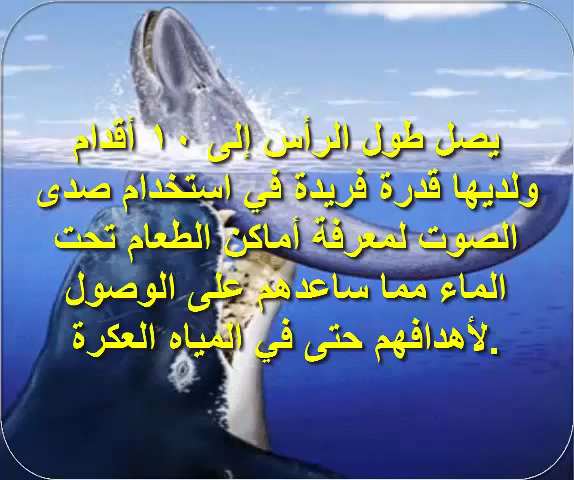 يصل طول الرأس إلى ١٠ أقدام
ولديها قدرة فريدة في استخدام صدى
الصوت لمعرفة أماكن الطعام تحت
الماء مما ساعدهم على الوصول
لأهدافهم حتى في المياه العكرة.